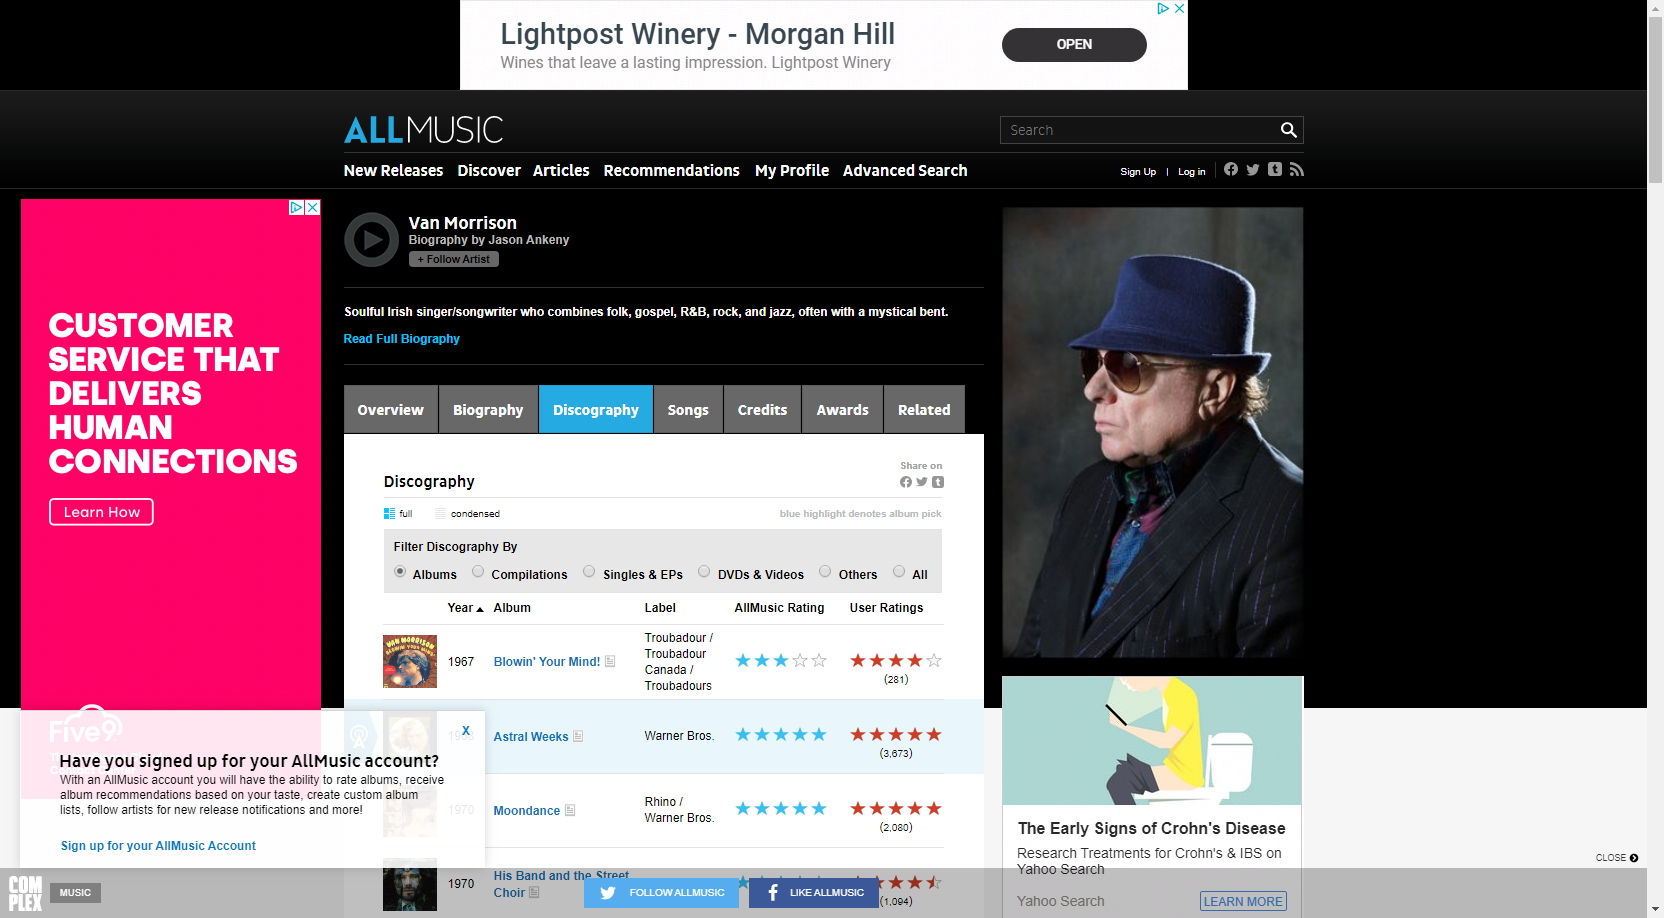 Lightpost Winery - Morgan Hill
Wines that leave a lasting impression. Lightpost Winery
OPEN
ALLMUSIC
Search
New Releases Discover Articles Recommendations My Profile Advanced Search
Sign Up | Log in
CUSTOMER
SERVICE THAT
DELIVERS
HUMAN
CONNECTIONS
Learn How
Five9
Van Morrison
Biography by Jason Ankeny
+ Follow Artist
Soulful Irish singer/songwriter who combines folk, gospel, R&B, rock, and jazz, often with a mystical bent.
Read Full Biography
Overview Biography Discography Songs Credits Awards Related
Discography
Share on
full condensed
blue highlight denotes album pick
Filter Discography By
Albums Compilations Singles & EPs DVDs & Videos Others All
Year Album Label AllMusic Rating User Ratings
VAN MORRISON
BLOWIN' YOUR MIND!
1967 Blowin' Your Mind!
Troubadour /
Troubadour
Canada /
Troubadours
(281)
1968 Astral Weeks Warner Bros.
(3,673)
1970 Moondance
Rhino /
Warner Bros.
(2,080)
1970 His Band and the Street
Choir
(1,094)
X
Have you signed up for your AllMusic account?
With an AllMusic account you will have the ability to rate albums, receive
album recommendations based on your taste, create custom album
lists, follow artists for new release notifications and more!
Sign up for your AllMusic Account
The Early Signs of Crohn's Disease
Research Treatments for Crohn's & IBS on
Yahoo Search
Yahoo Search
LEARN MORE
CLOSE
COMPLEX
MUSIC
FOLLOW ALLMUSIC
LIKE ALLMUSIC